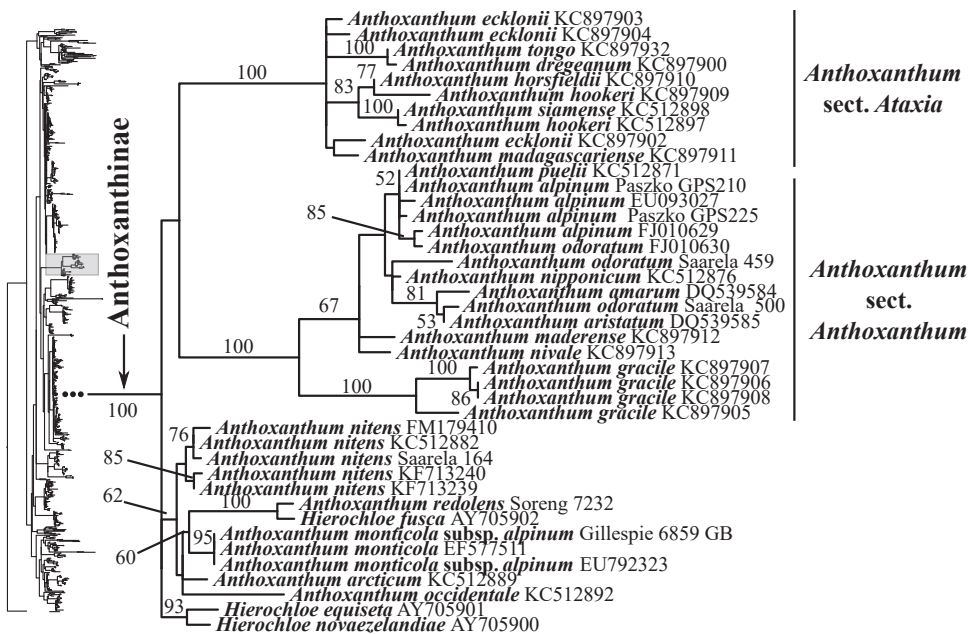 Anthoxanthum ecklonii KC897903
Anthoxanthum ecklonii KC897904
100 Anthoxanthum tongo KC897932
Anthoxanthum dregeanum KC897900
100
77 Anthoxanthum horsfieldii KC897910
83
Anthoxanthum hookeri KC897909
100 Anthoxanthum siamense KC512898
Anthoxanthum hookeri KC512897
Anthoxanthum ecklonii KC897902
Anthoxanthum madagascariense KC897911
Anthoxanthum
sect. Ataxia
Anthoxanthum puelii KC512871
52 Anthoxanthum alpinum Paszko GPS210
Anthoxanthum alpinum EU093027
85 Anthoxanthum alpinum Paszko GPS225
Anthoxanthum alpinum FJ010629
Anthoxanthum odoratum FJ010630
Anthoxanthum odoratum Saarela 459
Anthoxanthum nipponicum KC512876
81 Anthoxanthum amarum DQ539584
67 Anthoxanthum odoratum Saarela 500
53 Anthoxanthum aristatum DQ539585
Anthoxanthum maderense KC897912
Anthoxanthum nivale KC897913
100
100 Anthoxanthum gracile KC897907
Anthoxanthum gracile KC897906
100
86 Anthoxanthum gracile KC897908
Anthoxanthum gracile KC897905
Anthoxanthum
sect.
Anthoxanthum
Anthoxanthinae
100
Anthoxanthum nitens FM179410
76 Anthoxanthum nitens KC512882
Anthoxanthum nitens Saarela 164
85 Anthoxanthum nitens KF713240
Anthoxanthum nitens KF713239
62
100 Anthoxanthum redolens Soreng 7232
Hierochloe fusca AY705902
95 Anthoxanthum monticola subsp. alpinum Gillespie 6859 GB
Anthoxanthum monticola EF577511
60
Anthoxanthum monticola subsp. alpinum EU792323
Anthoxanthum arcticum KC512889
Anthoxanthum occidentale KC512892
93 Hierochloe equiseta AY705901
Hierochloe novaezelandiae AY705900